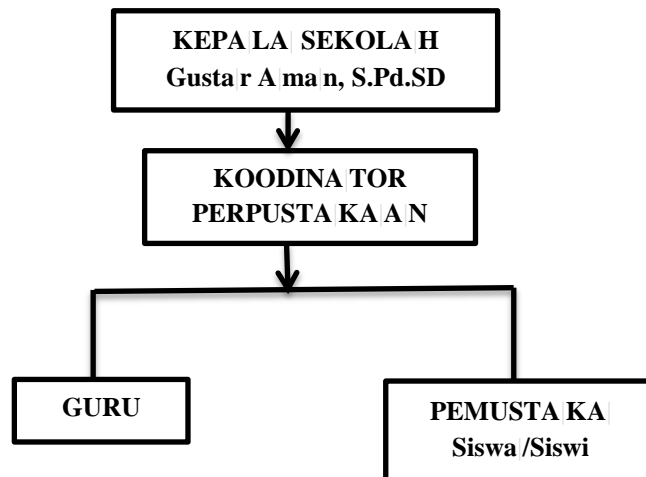 KEPALA SEKOLAH
Gustar Aman, S.Pd.SD
KOODINATOR
PERPUSTAKAAN
GURU
PEMUSTAKA
Siswa/Siswi